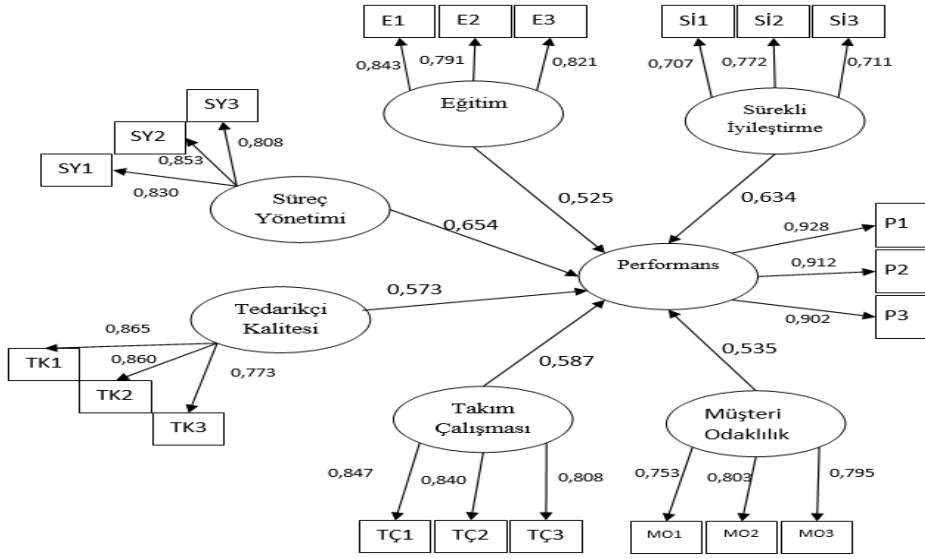 E1 E2 E3
Sİ1 Sİ2 Sİ3
0,843 0,791 0,821
0,707 0,772 0,711
Eğitim
Sürekli
İyileştirme
SY3
SY2
SY1
0,808
0,853
0,830
Süreç
Yönetimi
0,525
0,634
0,654
Performans
0,928
0,912
0,902
P1
P2
P3
0,573
Tedarikçi
Kalitesi
0,865
0,860
0,773
TK1
TK2
TK3
0,587
0,535
Takım
Çalışması
Müşteri
Odaklılık
0,847 0,840 0,808
0,753 0,803 0,795
TÇ1 TÇ2 TÇ3
MO1 MO2 MO3